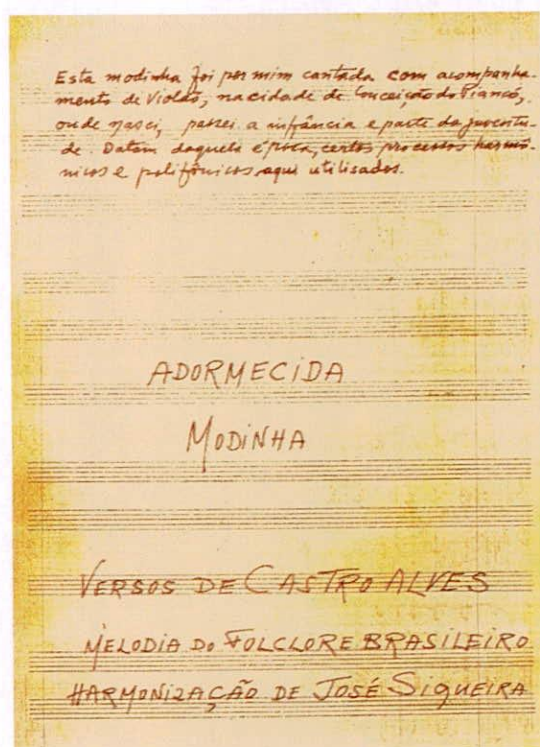 Esta modinha foi por mim cantada com acompanha-
mento de Violão, na cidade de Conceição do Piancó,
onde nasci, passei a infância e parte da juventu-
de. Datam daquela época, certos processos harmô-
nicos e polifônicos aqui utilisados.
ADORMECIDA
MODINHA
VERSOS DE CASTRO ALVES
MELODIA DO FOLCLORE BRASILEIRO
HARMONIZAÇÃO DE JOSÉ SIQUEIRA